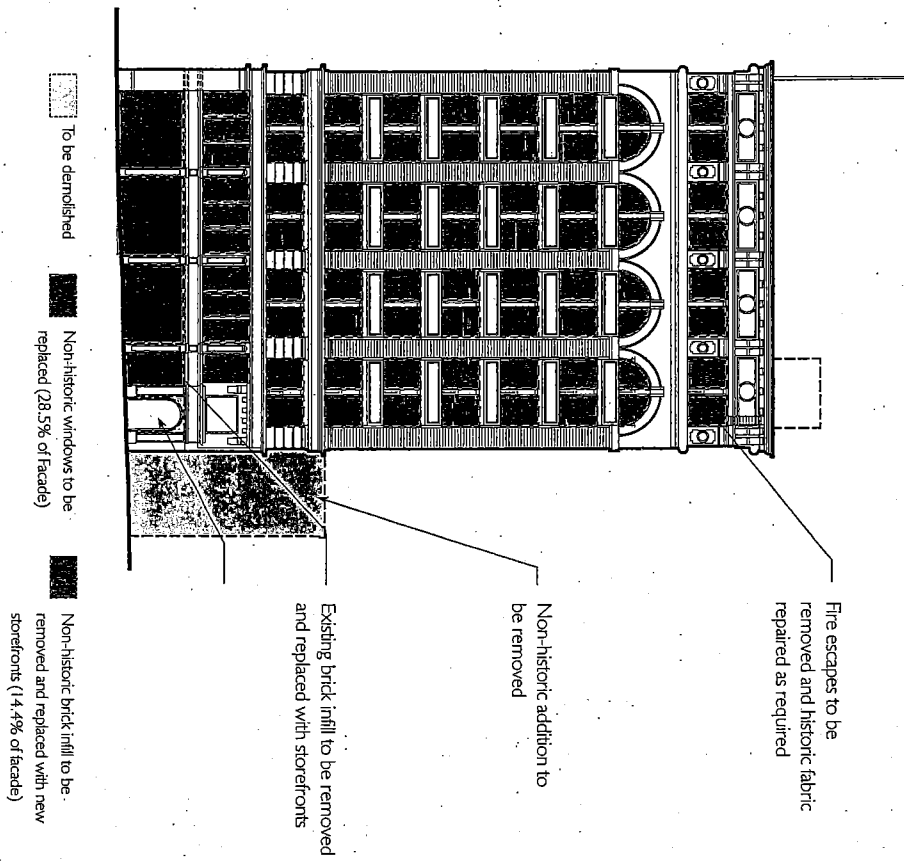 Fire escapes to be
removed and historic fabric
repaired as required
Non-historic addition to
be removed
Existing brick infill to be removed
and replaced with storefronts
To be demolished
Non-historic windows to be
replaced (28.5% of Facade)
Non-historic brick infill to be
removed and replaced with new
storefronts (14.4% of facade)